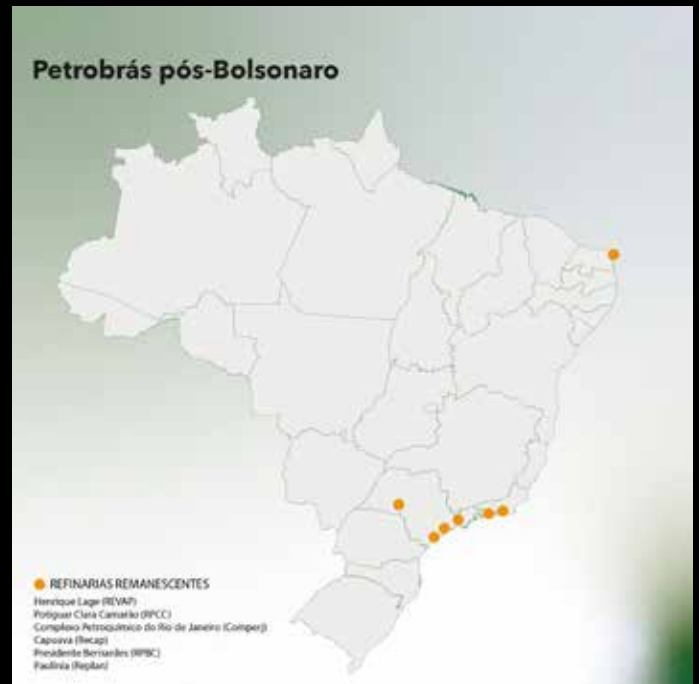 Petrobrás pós-Bolsonaro
REFINARIAS REMANESCENTES
Henrique Lage (REVAP)
Potiguar Clara Camarão (RPCC)
Complexo Petroquímico do Rio de Janeiro (Comperj)
Capuava (Recap)
Presidente Bernardes (RPBC)
Paulínia (Replan)